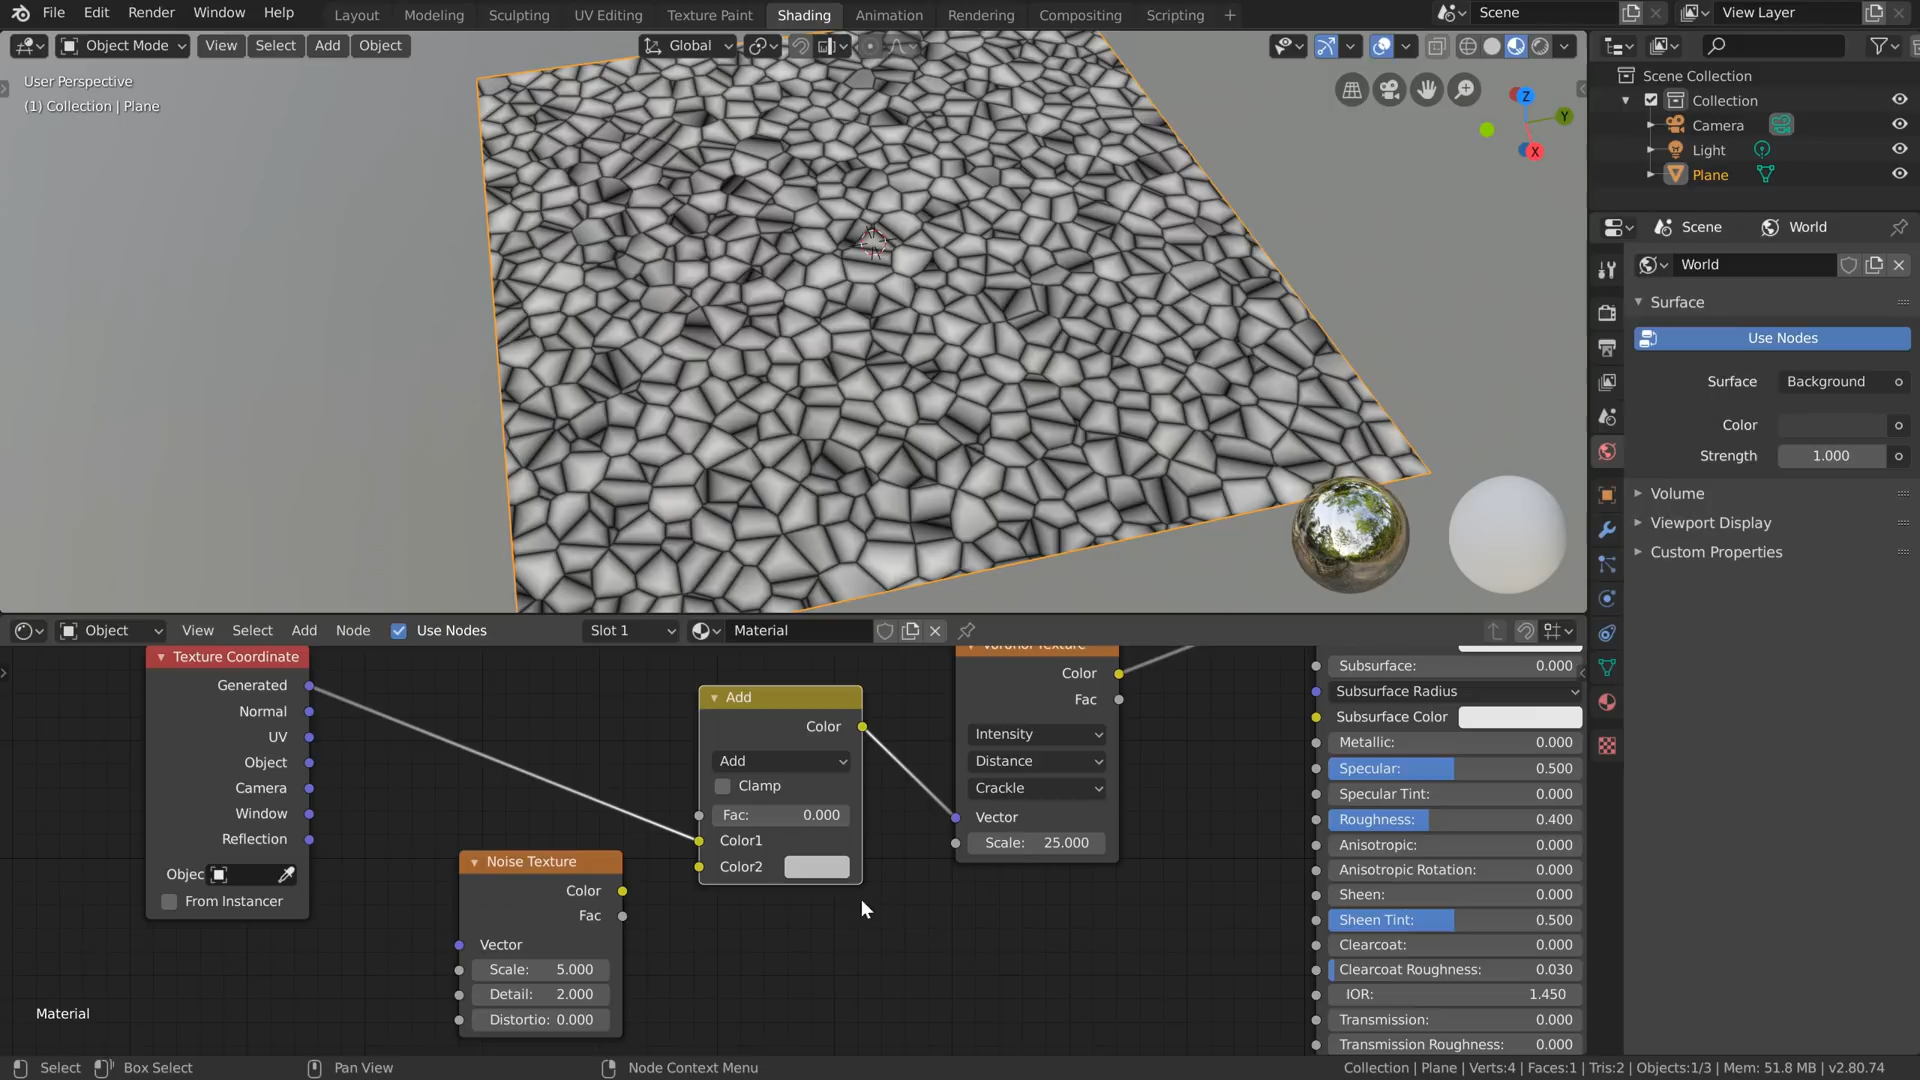 File Edit Render Window Help Layout Modeling Sculpting UV Editing Texture Paint Shading Animation Rendering Compositing Scripting + Scene View Layer
Object Mode View Select Add Object Global
User Perspective
(1) Collection | Plane
Z
Y
X
Scene Collection
Collection
Camera
Light
Plane
Scene World
World
Surface
Use Nodes
Surface Background
Color
Strength 1.000
Volume
Viewport Display
Custom Properties
Object View Select Add Node Use Nodes Slot 1 Material
Texture Coordinate
Generated
Normal
UV
Object
Camera
Window
Reflection
Objec
From Instancer
Noise Texture
Color
Fac
Vector
Scale: 5.000
Detail: 2.000
Distortio: 0.000
Add
Color
Add
Clamp
Fac: 0.000
Color1
Color2
Voronoi Texture
Color
Fac
Intensity
Distance
Crackle
Vector
Scale: 25.000
Subsurface: 0.000
Subsurface Radius
Subsurface Color
Metallic: 0.000
Specular: 0.500
Specular Tint: 0.000
Roughness: 0.400
Anisotropic: 0.000
Anisotropic Rotation: 0.000
Sheen: 0.000
Sheen Tint: 0.500
Clearcoat: 0.000
Clearcoat Roughness: 0.030
IOR: 1.450
Transmission: 0.000
Transmission Roughness: 0.000
Material
Select Box Select Pan View Node Context Menu Collection | Plane | Verts:4 | Faces:1 | Tris:2 | Objects:1/3 | Mem: 51.8 MB | v2.80.74